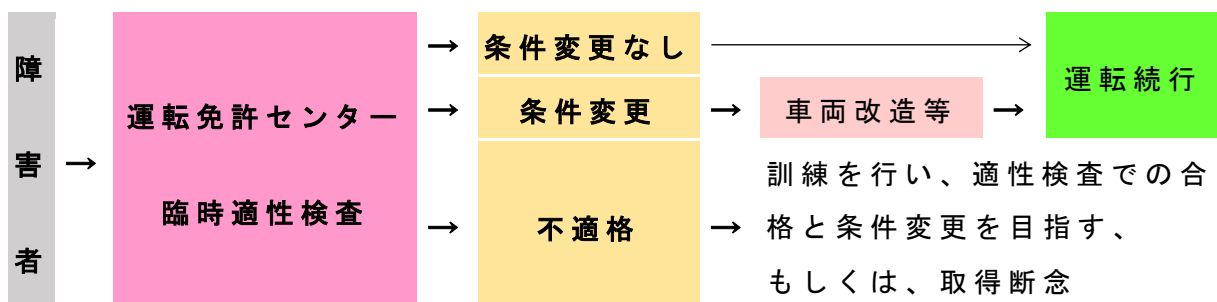 障害者
→
運転免許センター
臨時適性検査
→
条件変更なし
→
運転続行
→
条件変更
→
車両改造等
→
→
不適格
→
訓練を行い、適性検査での合
格と条件変更を目指す、
もしくは、取得断念